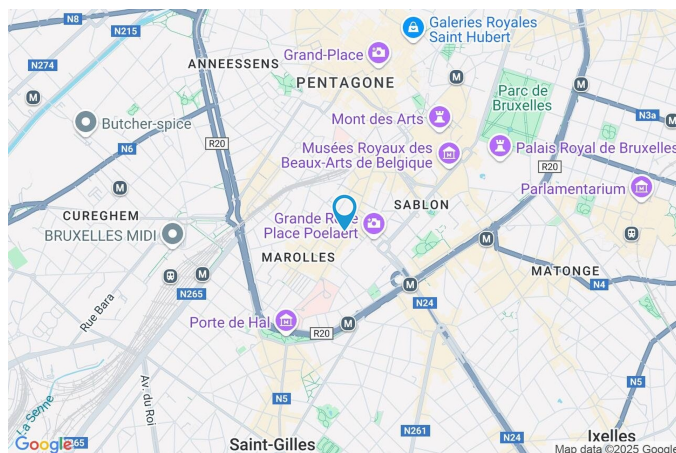 N8
N215
Galeries Royales
Saint Hubert
Grand-Place
ANNEESSENS
N274
PENTAGONE
Parc de
Bruxelles
M
M
M
M
Mont des Arts
N3a
Butcher-spice
R20
Musées Royaux des
Beaux-Arts de Belgique
Palais Royal de Bruxelles
N6
R20
Parlamentarium
M
SABLON
CUREGHEM
Grande Roue
Place Poelaert
BRUXELLES MIDI
M
MAROLLES
MATONGE
M
M
N4
N265
N24
Rue Bara
Porte de Hal
M
R20
Av. du Roi
N5
N5
La Senne
N261
N24
Ixelles
Google
Saint-Gilles
Map data ©2025 Google